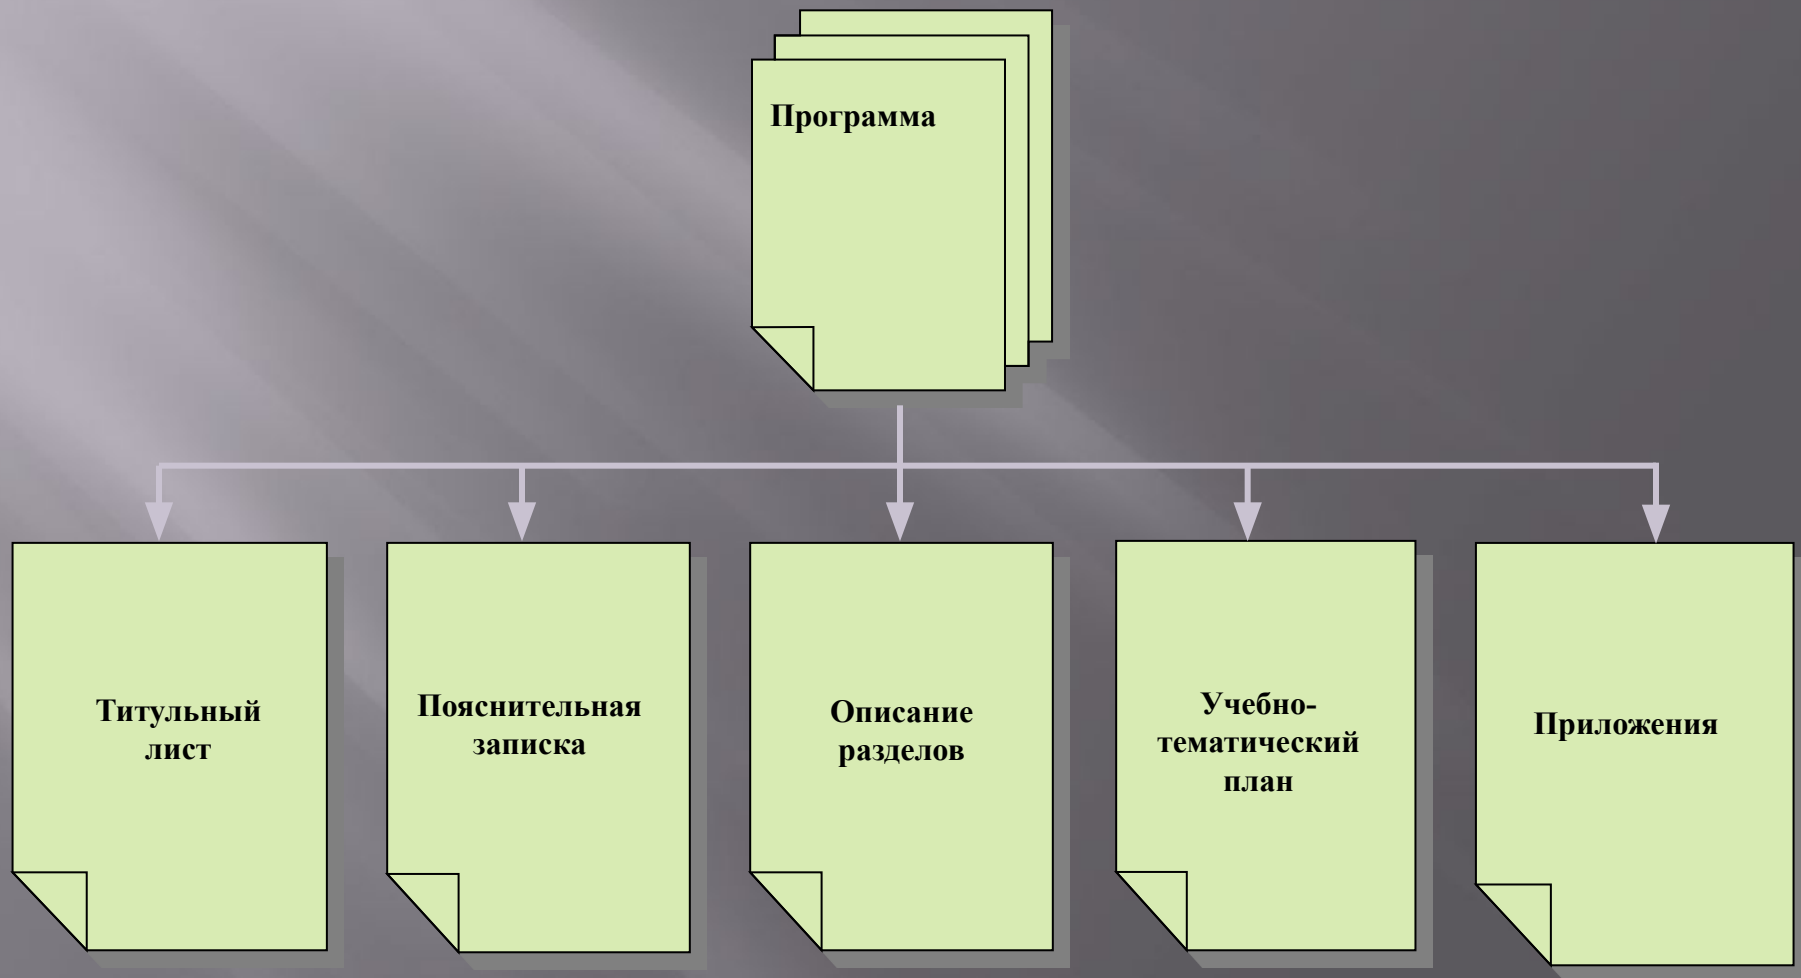 Программа
Титульный
лист
Пояснительная
записка
Описание
разделов
Учебно-
тематический
план
Приложения